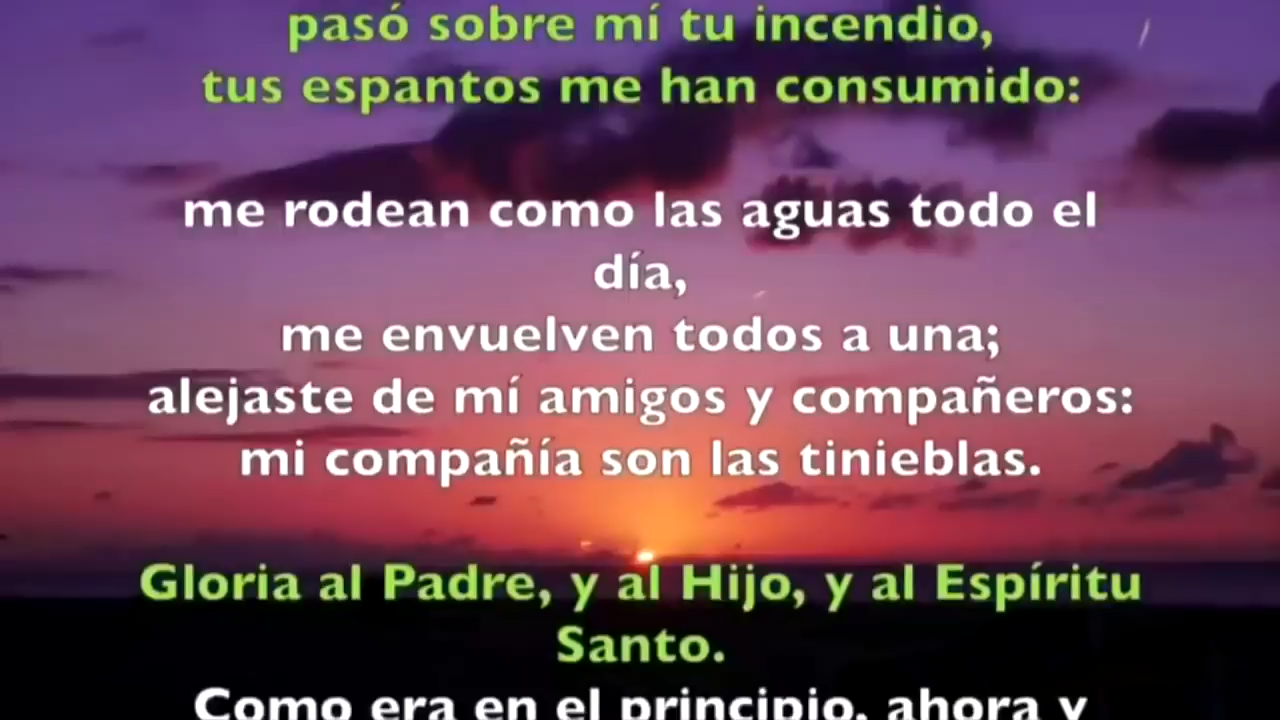 pasó sobre mí tu incendio,
tus espantos me han consumido:
me rodean como las aguas todo el
día,
me envuelven todos a una;
alejaste de mí amigos y compañeros:
mi compañía son las tinieblas.
Gloria al Padre, y al Hijo, y al Espíritu
Santo.
Como era en el principio, ahora y